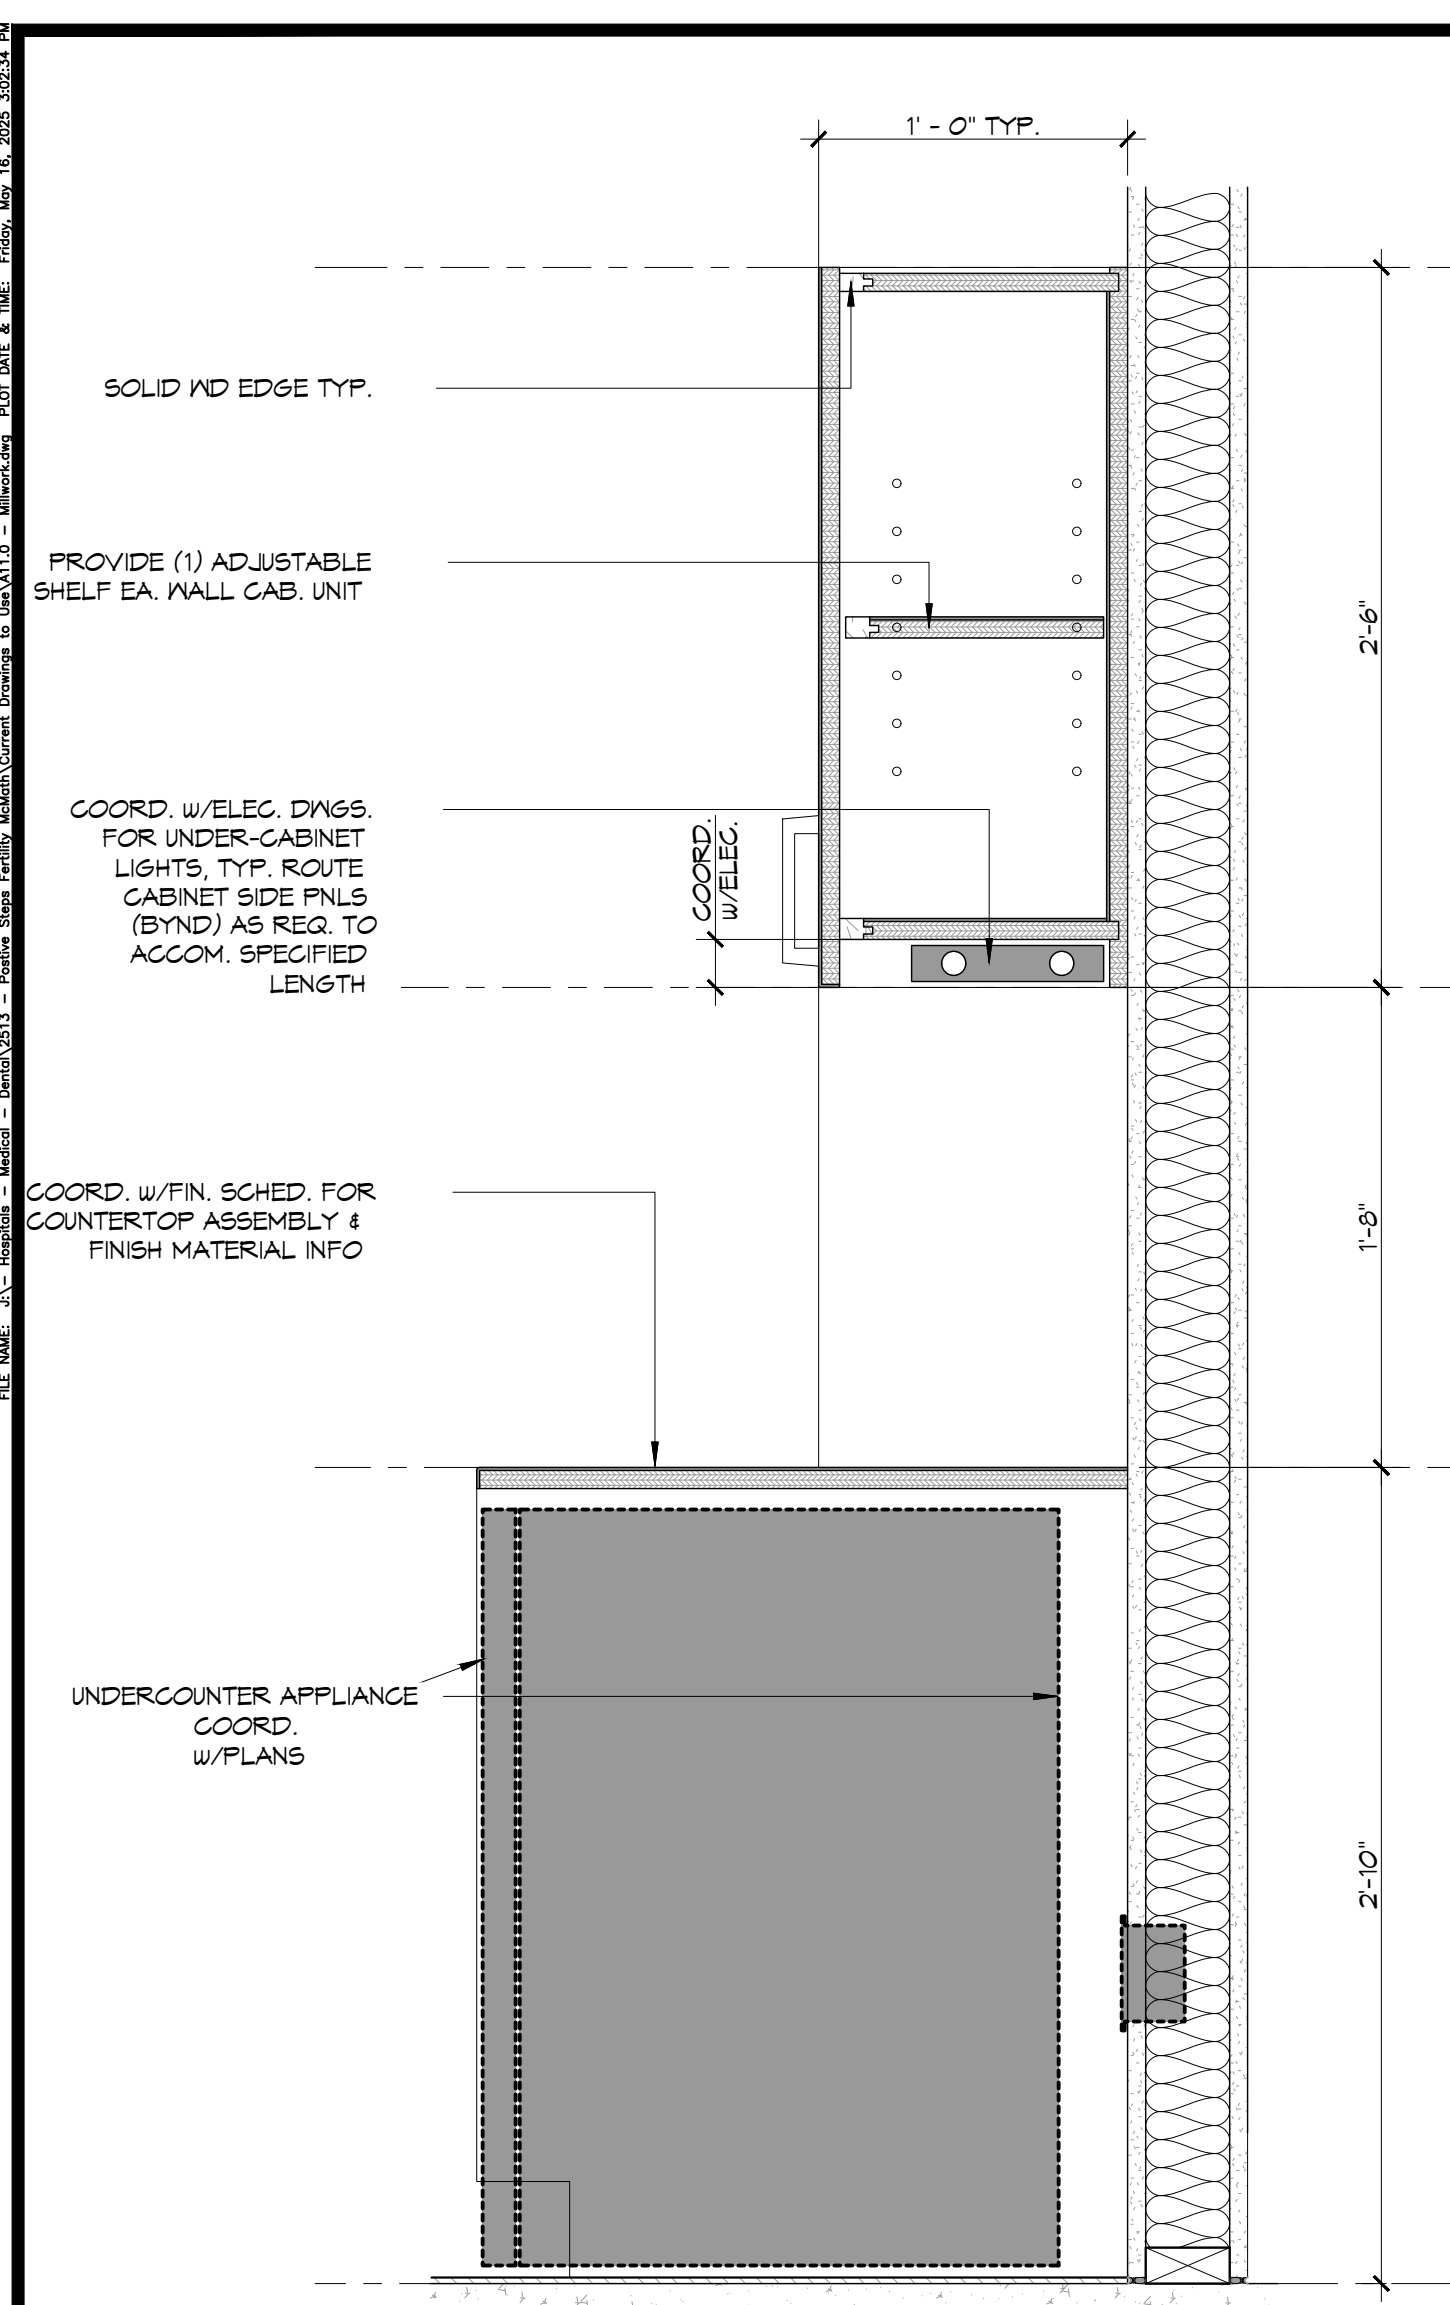 FILE NAME: J:\- Hospitals - Medical - Dental\2513 - Postive Steps Fertility McMath\Current Drawings to Use\A11.0 - Millwork.dwg PLOT DATE & TIME: Friday, May 16, 2025 3:02:34 PM
1' - 0" TYP.
SOLID WD EDGE TYP.
PROVIDE (1) ADJUSTABLE
SHELF EA. WALL CAB. UNIT
2'-6"
COORD. w/ELEC. DWGS.
FOR UNDER-CABINET
LIGHTS, TYP. ROUTE
CABINET SIDE PNLS
(BYND) AS REQ. TO
ACCOM. SPECIFIED
LENGTH
COORD.
w/ELEC.
COORD. w/FIN. SCHED. FOR
COUNTERTOP ASSEMBLY &
FINISH MATERIAL INFO
1'-8"
UNDERCOUNTER APPLIANCE
COORD.
w/PLANS
2'-10"